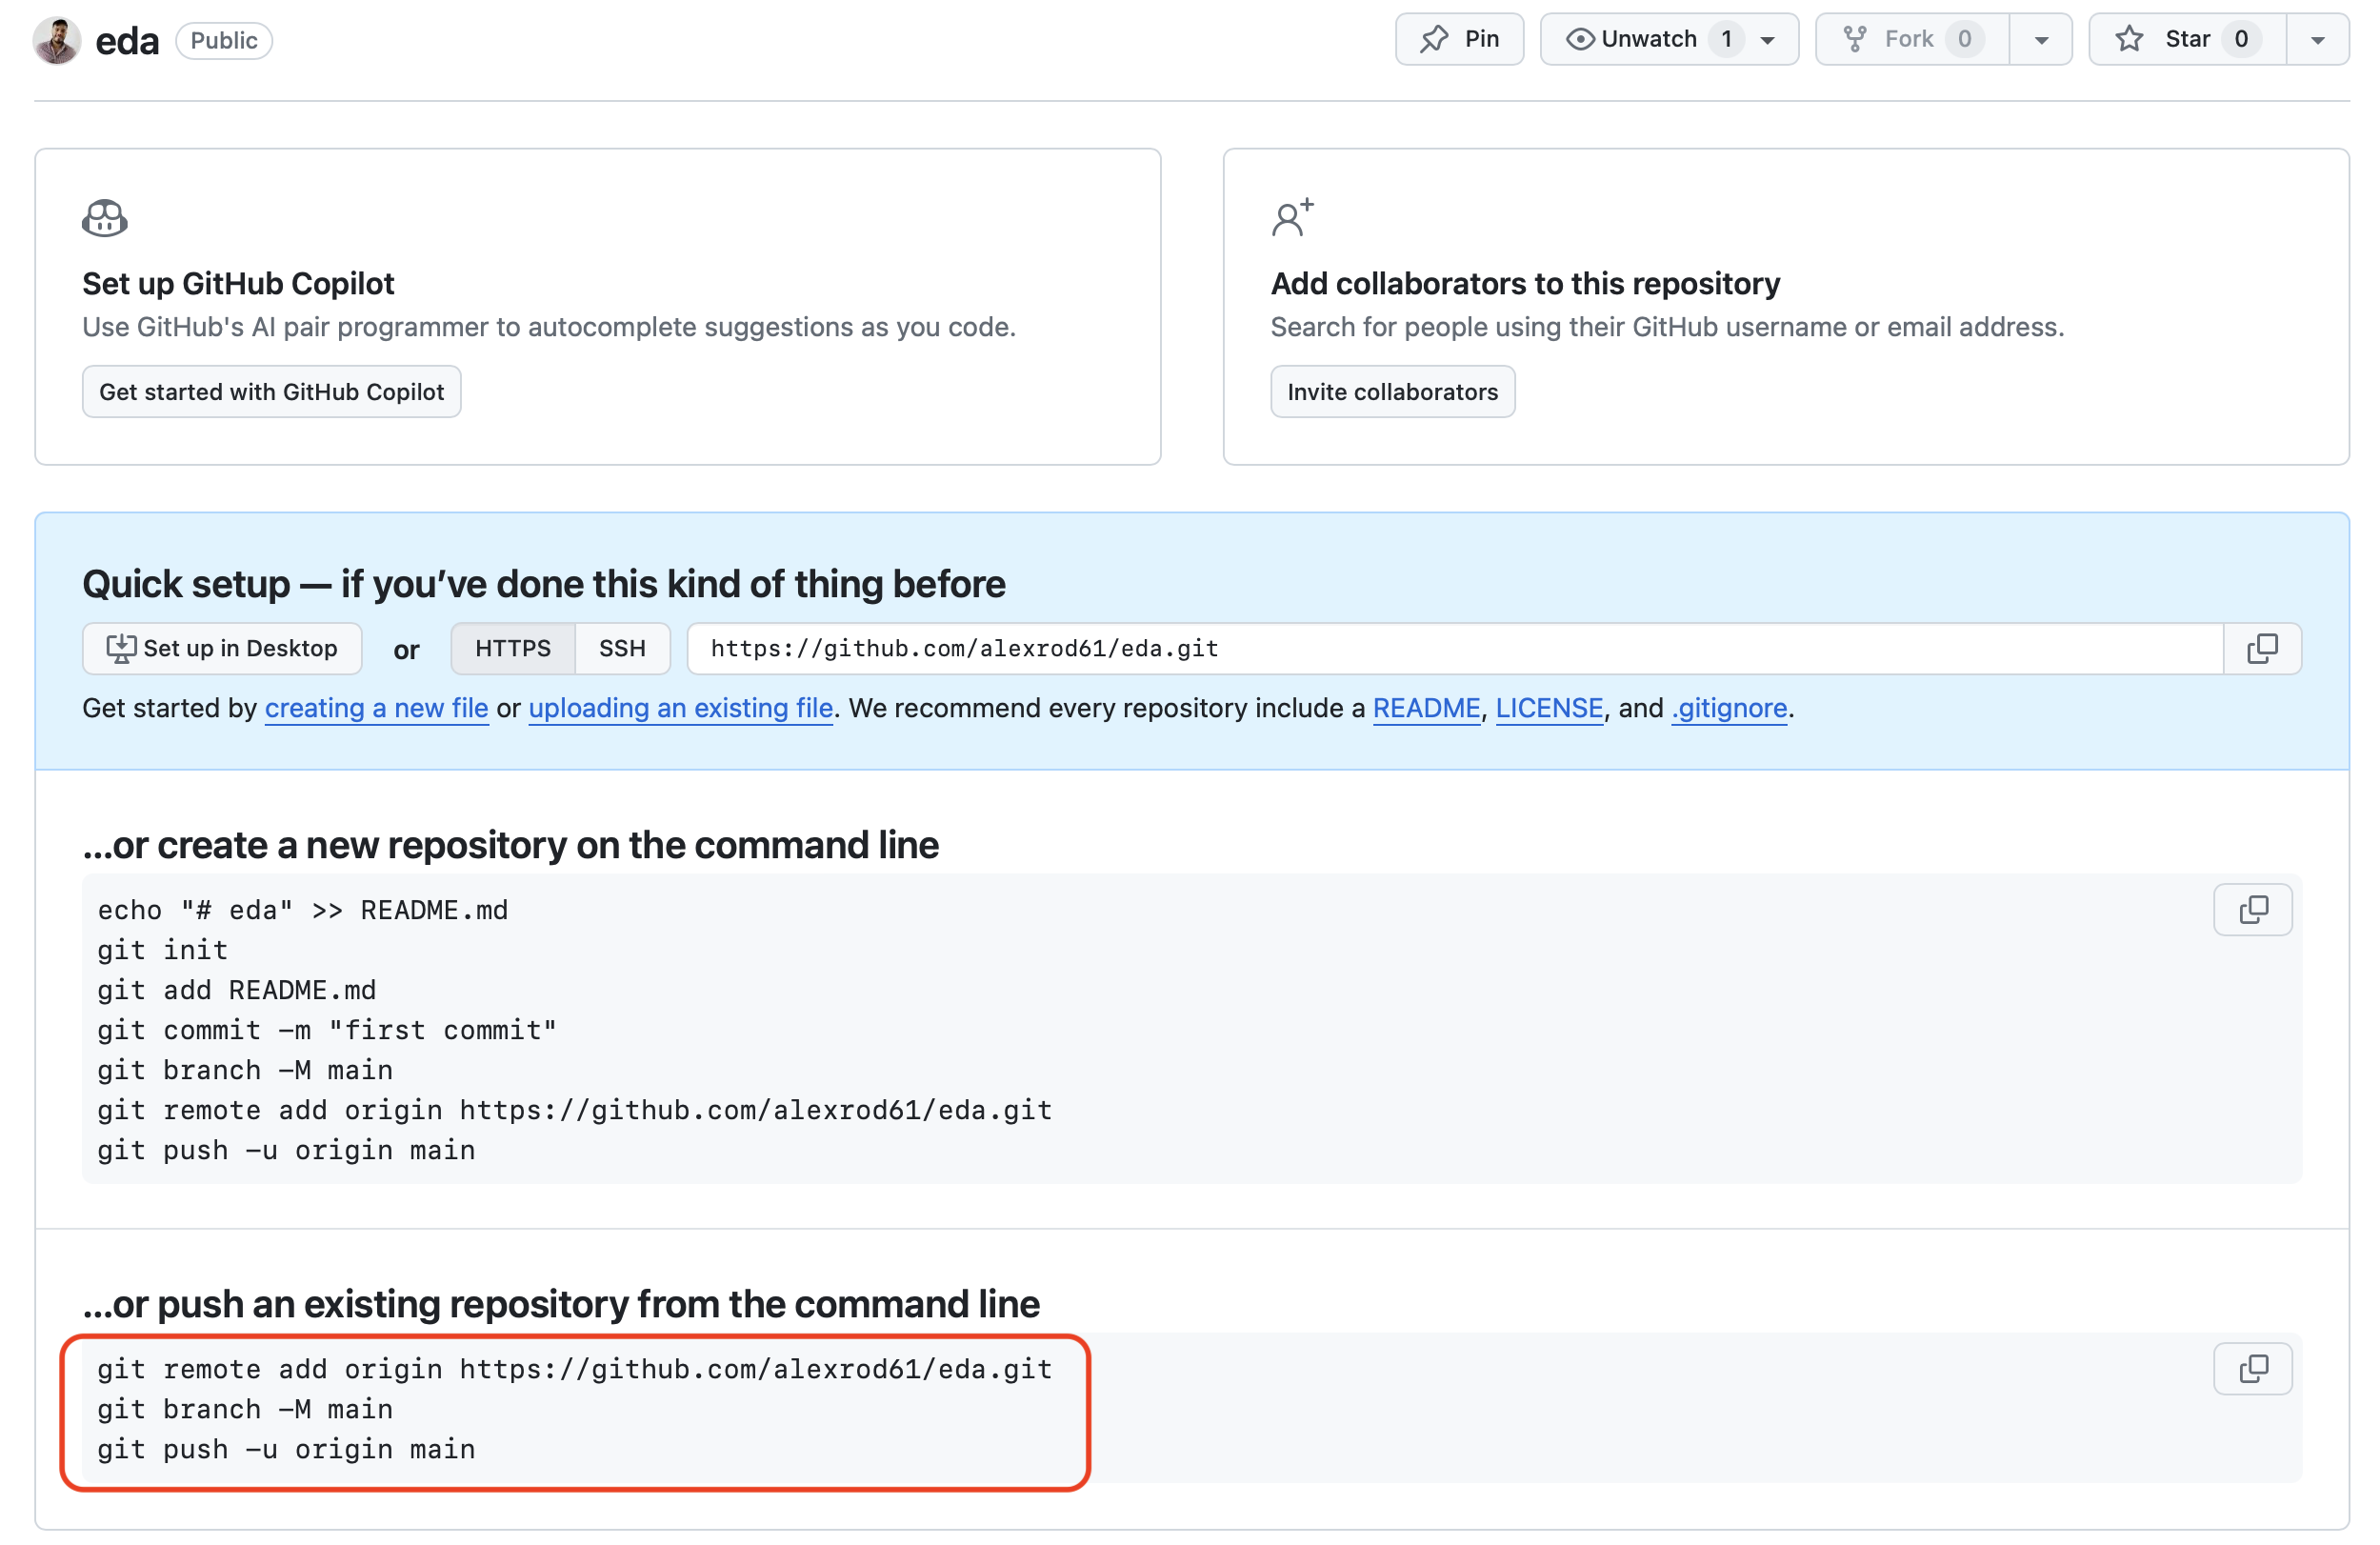 eda Public Pin Unwatch 1 Fork 0 Star 0
Set up GitHub Copilot
Use GitHub's AI pair programmer to autocomplete suggestions as you code.
Get started with GitHub Copilot
Add collaborators to this repository
Search for people using their GitHub username or email address.
Invite collaborators
Quick setup — if you’ve done this kind of thing before
Set up in Desktop or HTTPS SSH https://github.com/alexrod61/eda.git
Get started by creating a new file or uploading an existing file. We recommend every repository include a README, LICENSE, and .gitignore.
…or create a new repository on the command line
echo "# eda" >> README.md
git init
git add README.md
git commit -m "first commit"
git branch -M main
git remote add origin https://github.com/alexrod61/eda.git
git push -u origin main
…or push an existing repository from the command line
git remote add origin https://github.com/alexrod61/eda.git
git branch -M main
git push -u origin main